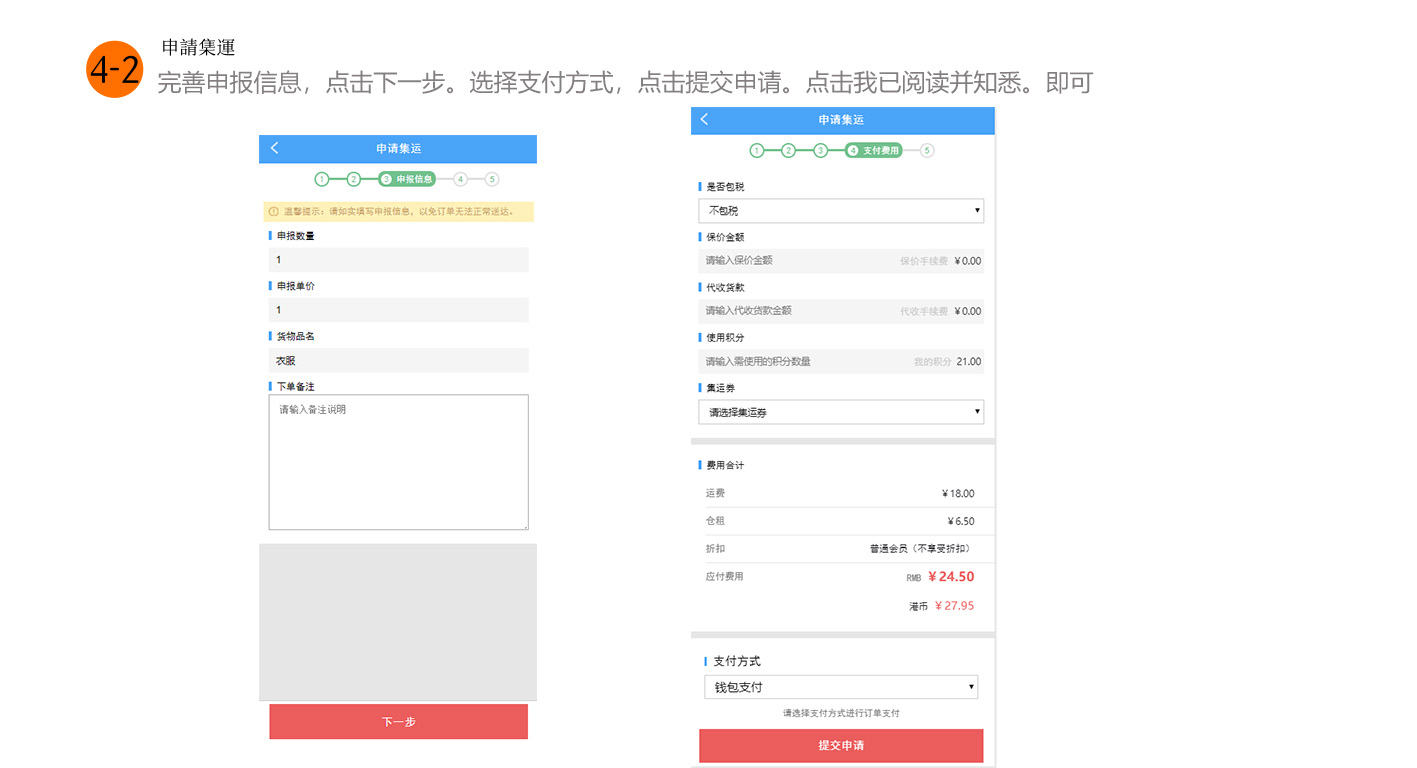 4-2
申請集運
完善申报信息，点击下一步。选择支付方式，点击提交申请。点击我已阅读并知悉。即可
申请集运
1 2 3 申报信息 4 5
温馨提示：请如实填写申报信息，以免订单无法正常送达。
申报数量
1
申报单价
1
货物品名
衣服
下单备注
请输入备注说明
下一步
申请集运
1 2 3 4 支付费用 5
是否包税
不包税
保价金额
请输入保价金额 保价手续费 ¥0.00
代收货款
请输入代收货款金额 代收手续费 ¥0.00
使用积分
请输入需使用的积分数量 我的积分 21.00
集运券
请选择集运券
费用合计
运费 ¥18.00
仓租 ¥6.50
折扣 普通会员（不享受折扣）
应付费用 RMB ¥24.50
港币 ¥27.95
支付方式
钱包支付
请选择支付方式进行订单支付
提交申请